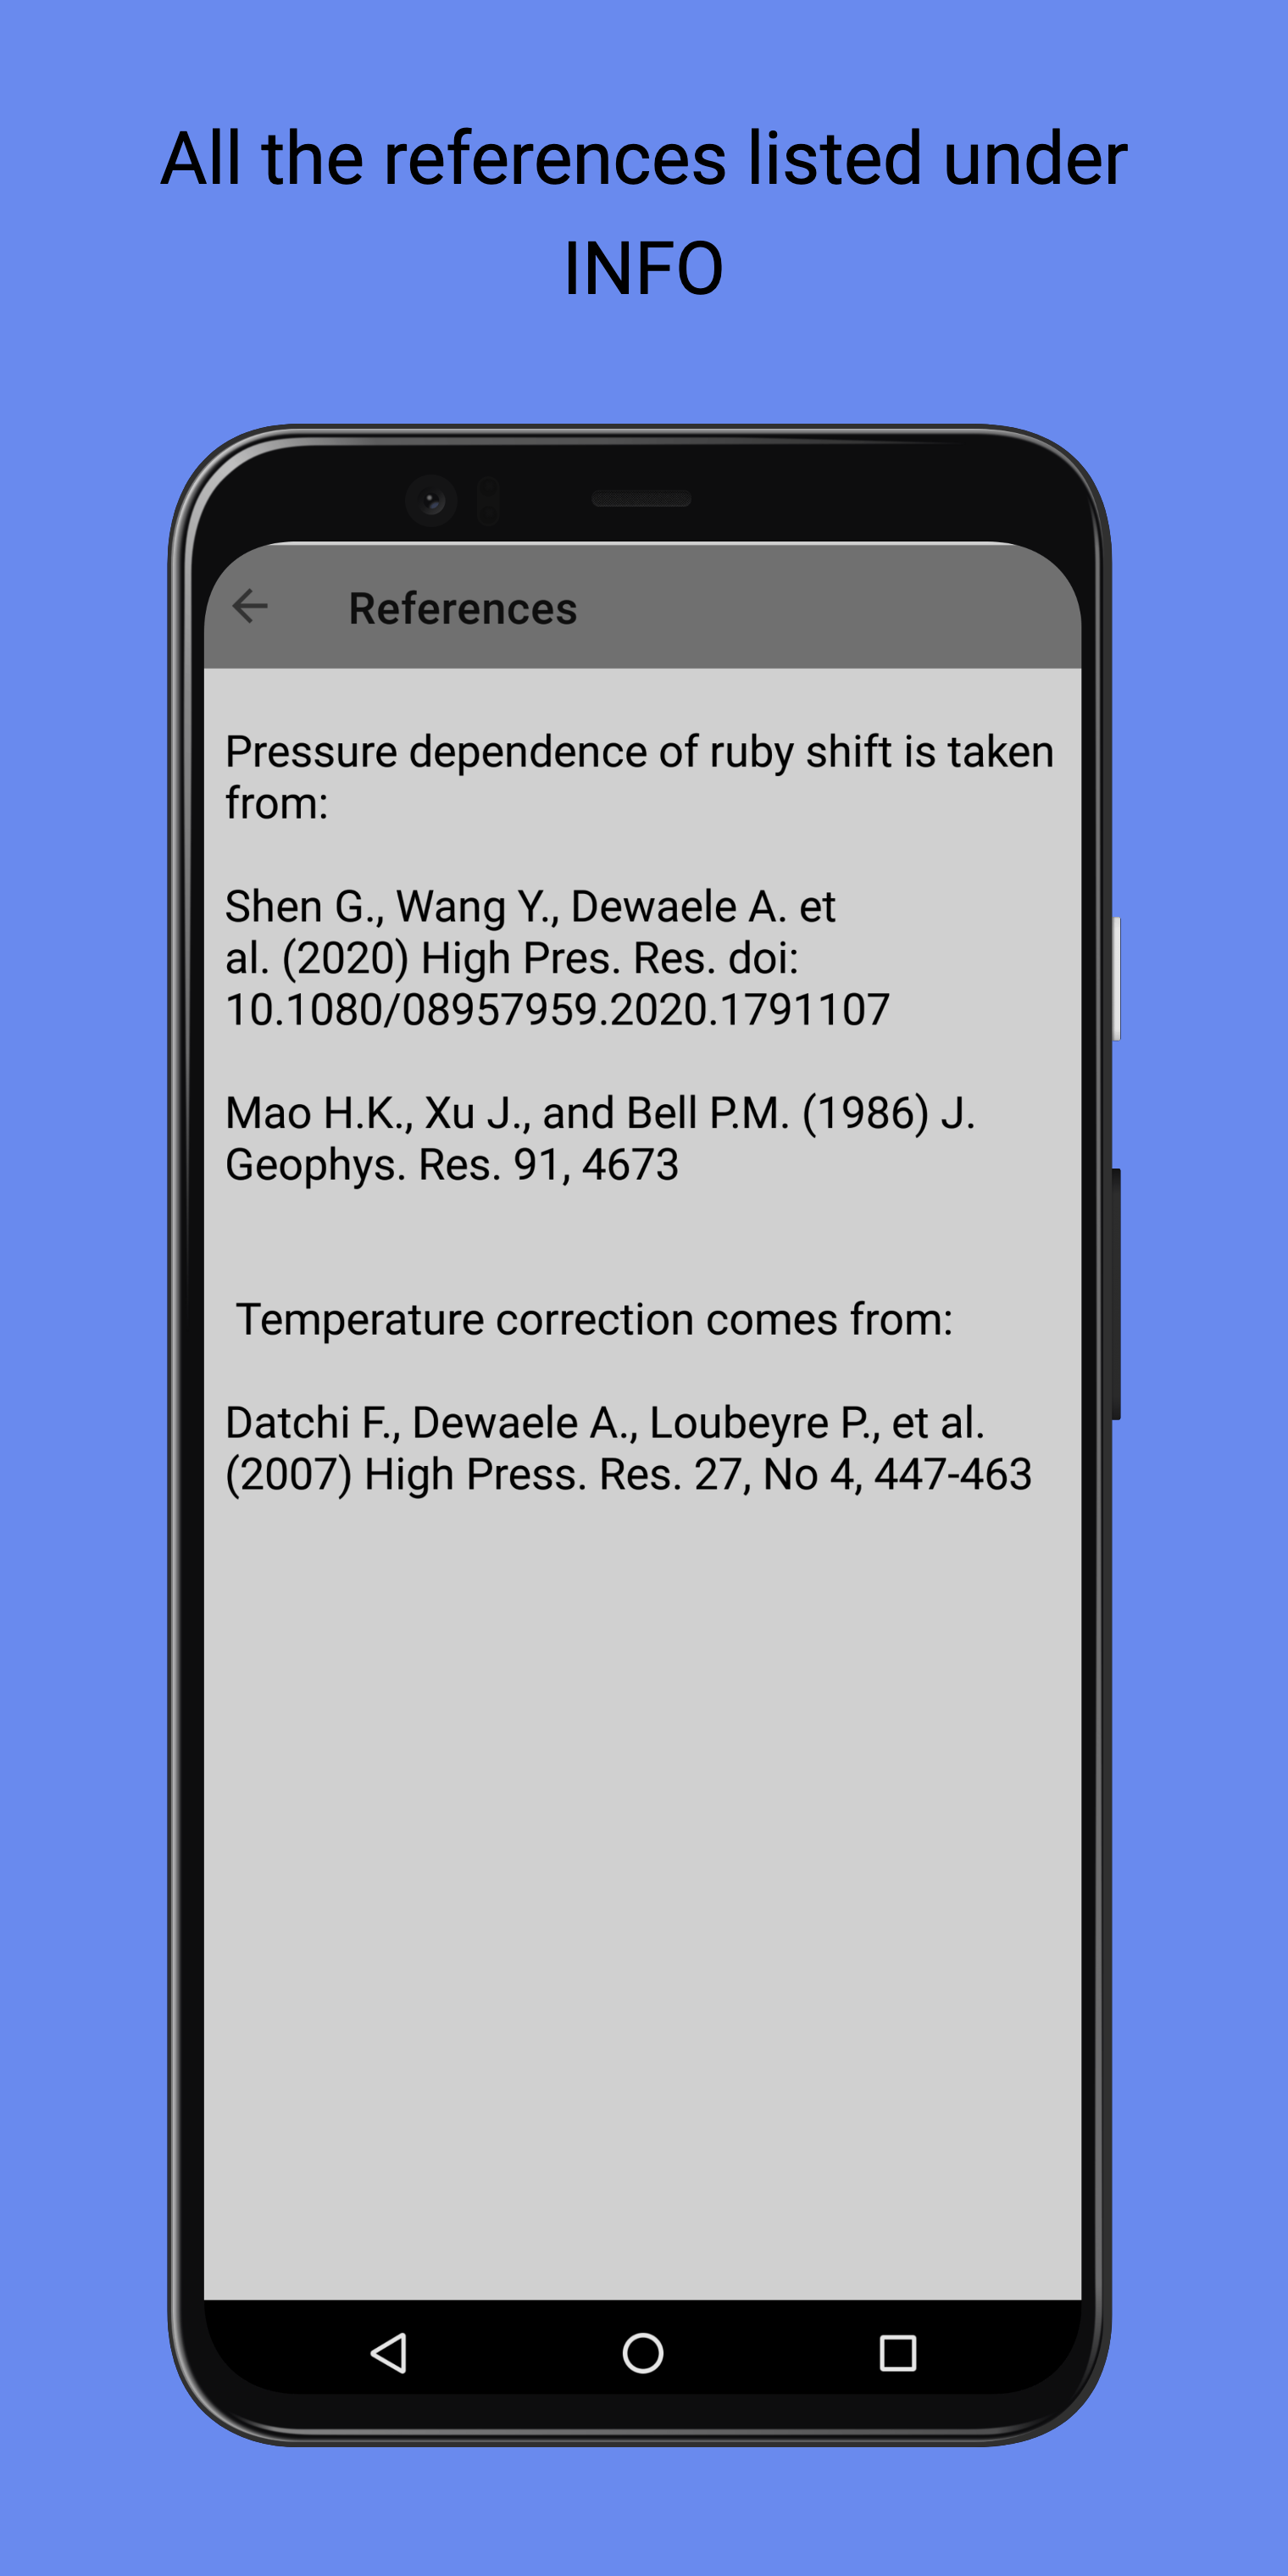 All the references listed under
INFO
References
Pressure dependence of ruby shift is taken
from:
Shen G., Wang Y., Dewaele A. et
al. (2020) High Pres. Res. doi:
10.1080/08957959.2020.1791107
Mao H.K., Xu J., and Bell P.M. (1986) J.
Geophys. Res. 91, 4673
Temperature correction comes from:
Datchi F., Dewaele A., Loubeyre P., et al.
(2007) High Press. Res. 27, No 4, 447-463